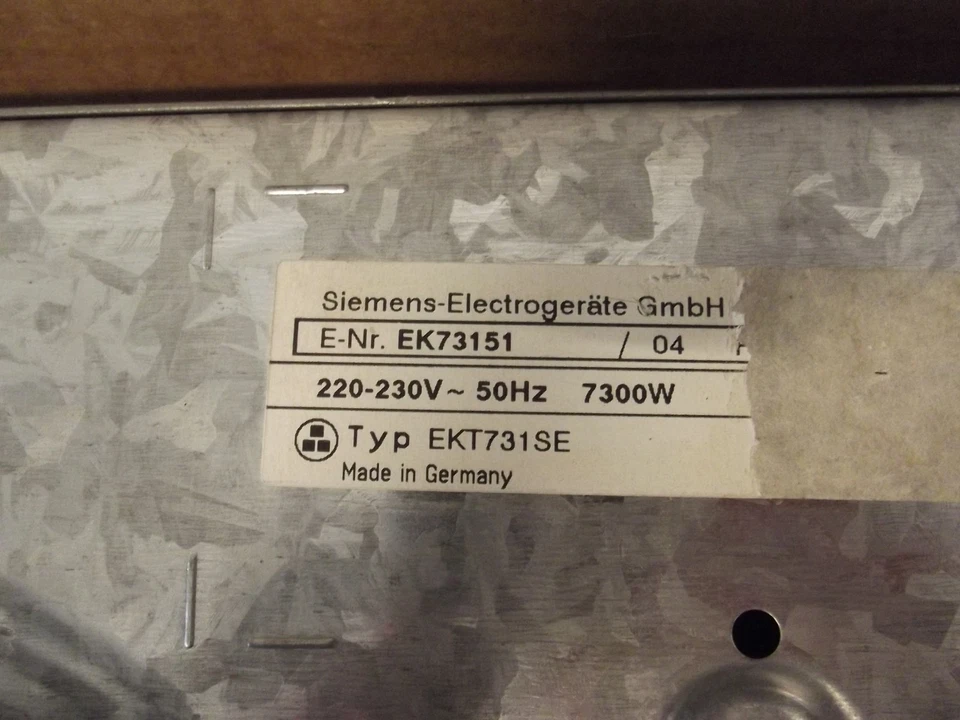 Siemens-Electrogeräte GmbH
E-Nr. EK73151 / 04
220-230V ~ 50Hz 7300W
Typ EKT731SE
Made in Germany